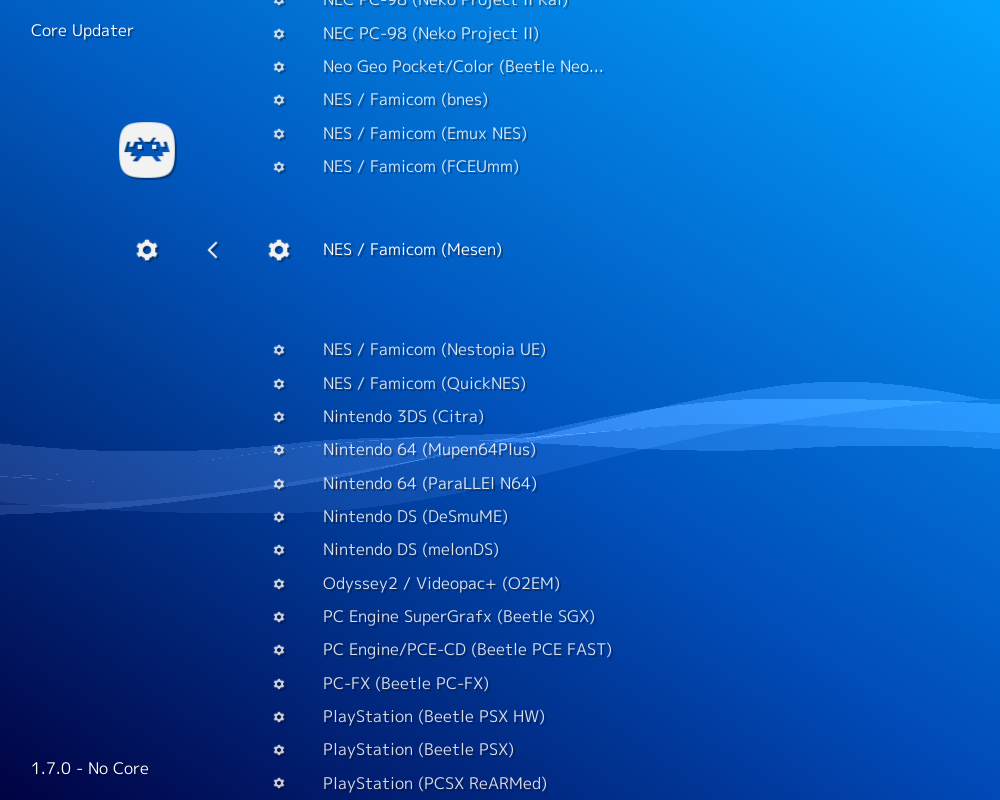 NEC PC-98 (Neko Project II Kai)
Core Updater
NEC PC-98 (Neko Project II)
Neo Geo Pocket/Color (Beetle Neo...
NES / Famicom (bnes)
NES / Famicom (Emux NES)
NES / Famicom (FCEUmm)
NES / Famicom (Mesen)
NES / Famicom (Nestopia UE)
NES / Famicom (QuickNES)
Nintendo 3DS (Citra)
Nintendo 64 (Mupen64Plus)
Nintendo 64 (ParaLLEl N64)
Nintendo DS (DeSmuME)
Nintendo DS (melonDS)
Odyssey2 / Videopac+ (O2EM)
PC Engine SuperGrafx (Beetle SGX)
PC Engine/PCE-CD (Beetle PCE FAST)
PC-FX (Beetle PC-FX)
PlayStation (Beetle PSX HW)
PlayStation (Beetle PSX)
1.7.0 - No Core
PlayStation (PCSX ReARMed)